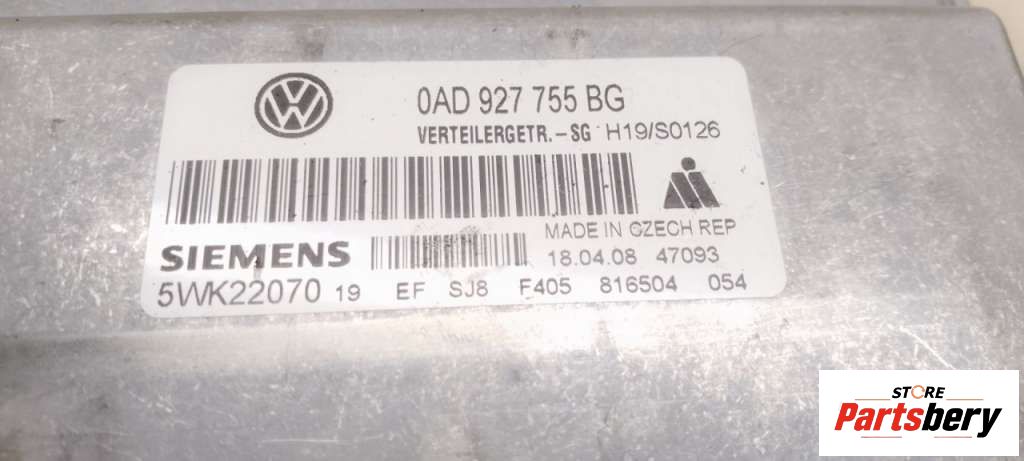 0AD 927 755 BG
VERTEILERGETR.-SG H19/S0126
MADE IN CZECH REP
SIEMENS
18.04.08 47093
5WK22070 19 EF SJ8 F405 816504 054
STORE
Partsbery